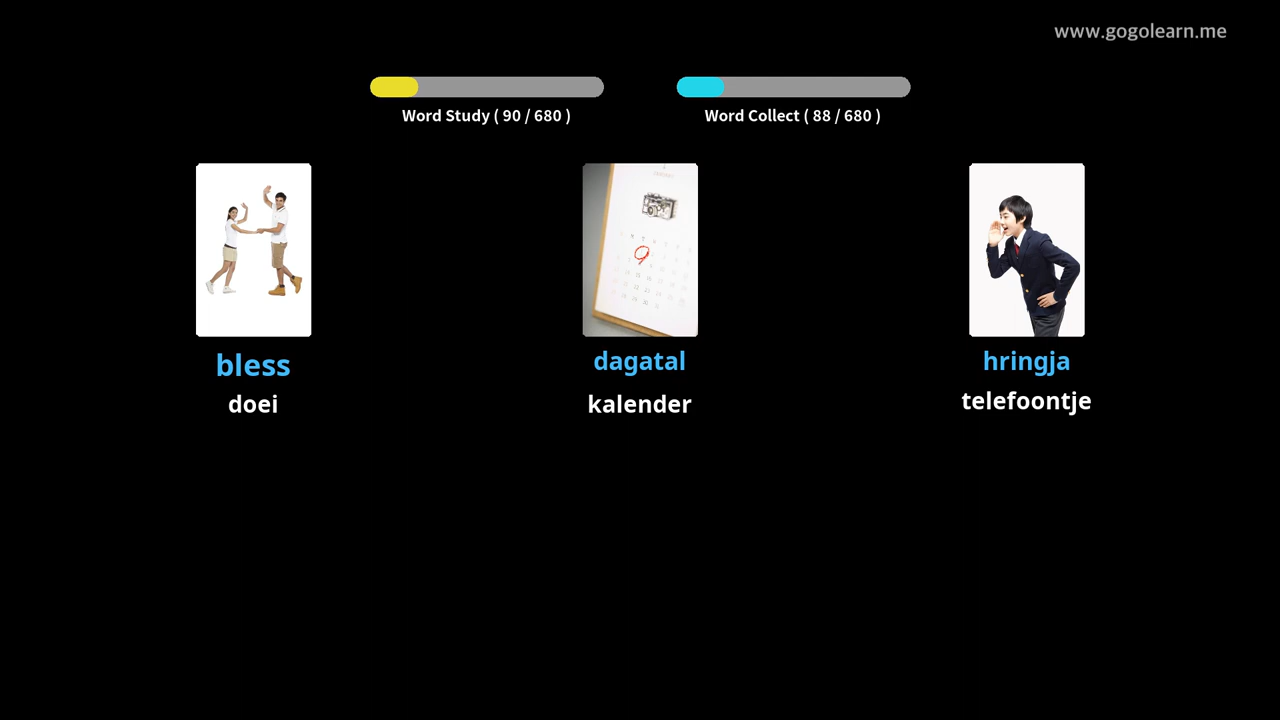 www.gogolearn.me
Word Study ( 90 / 680 )
Word Collect ( 88 / 680 )
bless
dagatal
hringja
doei
kalender
telefoontje